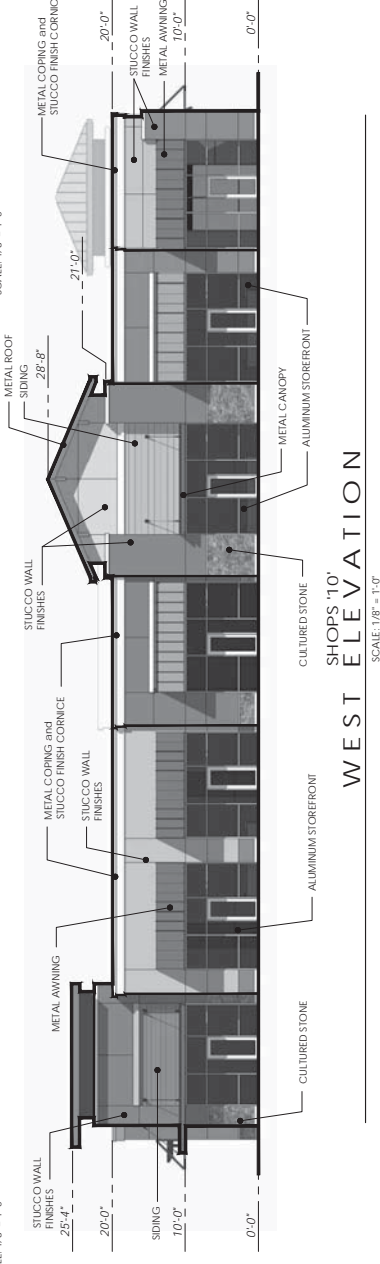 METAL COPING and
STUCCO FINISH CORNICE
20'-0"
STUCCO WALL
FINISHES
METAL AWNING
10'-0"
0'-0"
METAL ROOF
SIDING
28'-8"
21'-0"
STUCCO WALL
FINISHES
METAL COPING and
STUCCO FINISH CORNICE
STUCCO WALL
FINISHES
METAL AWNING
STUCCO WALL
FINISHES
25'-4"
20'-0"
SIDING
10'-0"
0'-0"
CULTURED STONE
ALUMINUM STOREFRONT
CULTURED STONE
METAL CANOPY
ALUMINUM STOREFRONT
SHOPS '10'
WEST ELEVATION
SCALE: 1/8" = 1'-0"